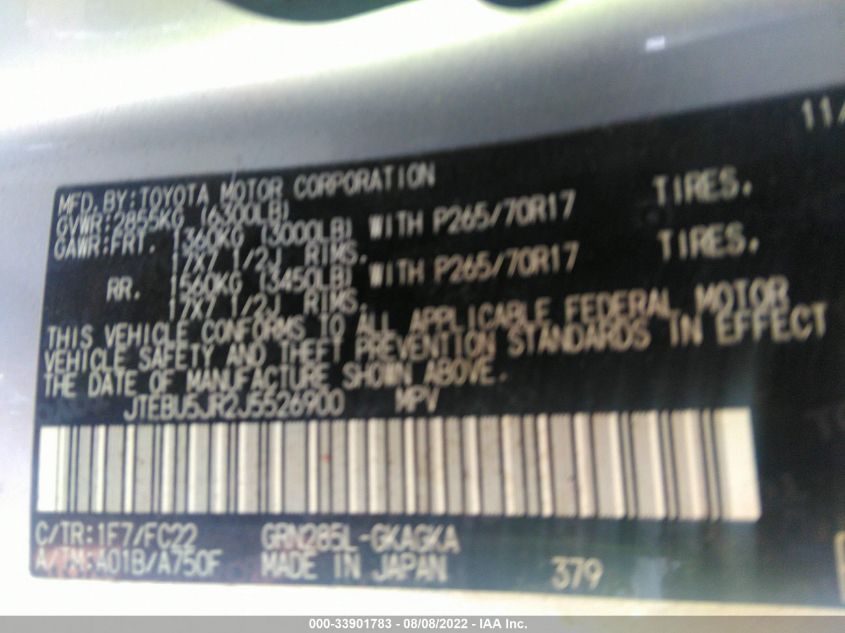 11/
MFD. BY: TOYOTA MOTOR CORPORATION
GVWR: 2855KG (6300LB)
GAWR: FRT. 1360KG (3000LB) WITH P265/70R17 TIRES.
17X7 1/2J RIMS.
RR. 1560KG (3450LB) WITH P265/70R17 TIRES.
17X7 1/2J RIMS.
THIS VEHICLE CONFORMS TO ALL APPLICABLE FEDERAL MOTOR
VEHICLE SAFETY AND THEFT PREVENTION STANDARDS IN EFFECT
THE DATE OF MANUFACTURE SHOWN ABOVE.
JTEBU5JR2J5526900 MPV
C/TR: 1F7/FC22 GRN285L-GKAGKA
A/TM: A01B/A750F MADE IN JAPAN 379
000-33901783 - 08/08/2022 - IAA Inc.